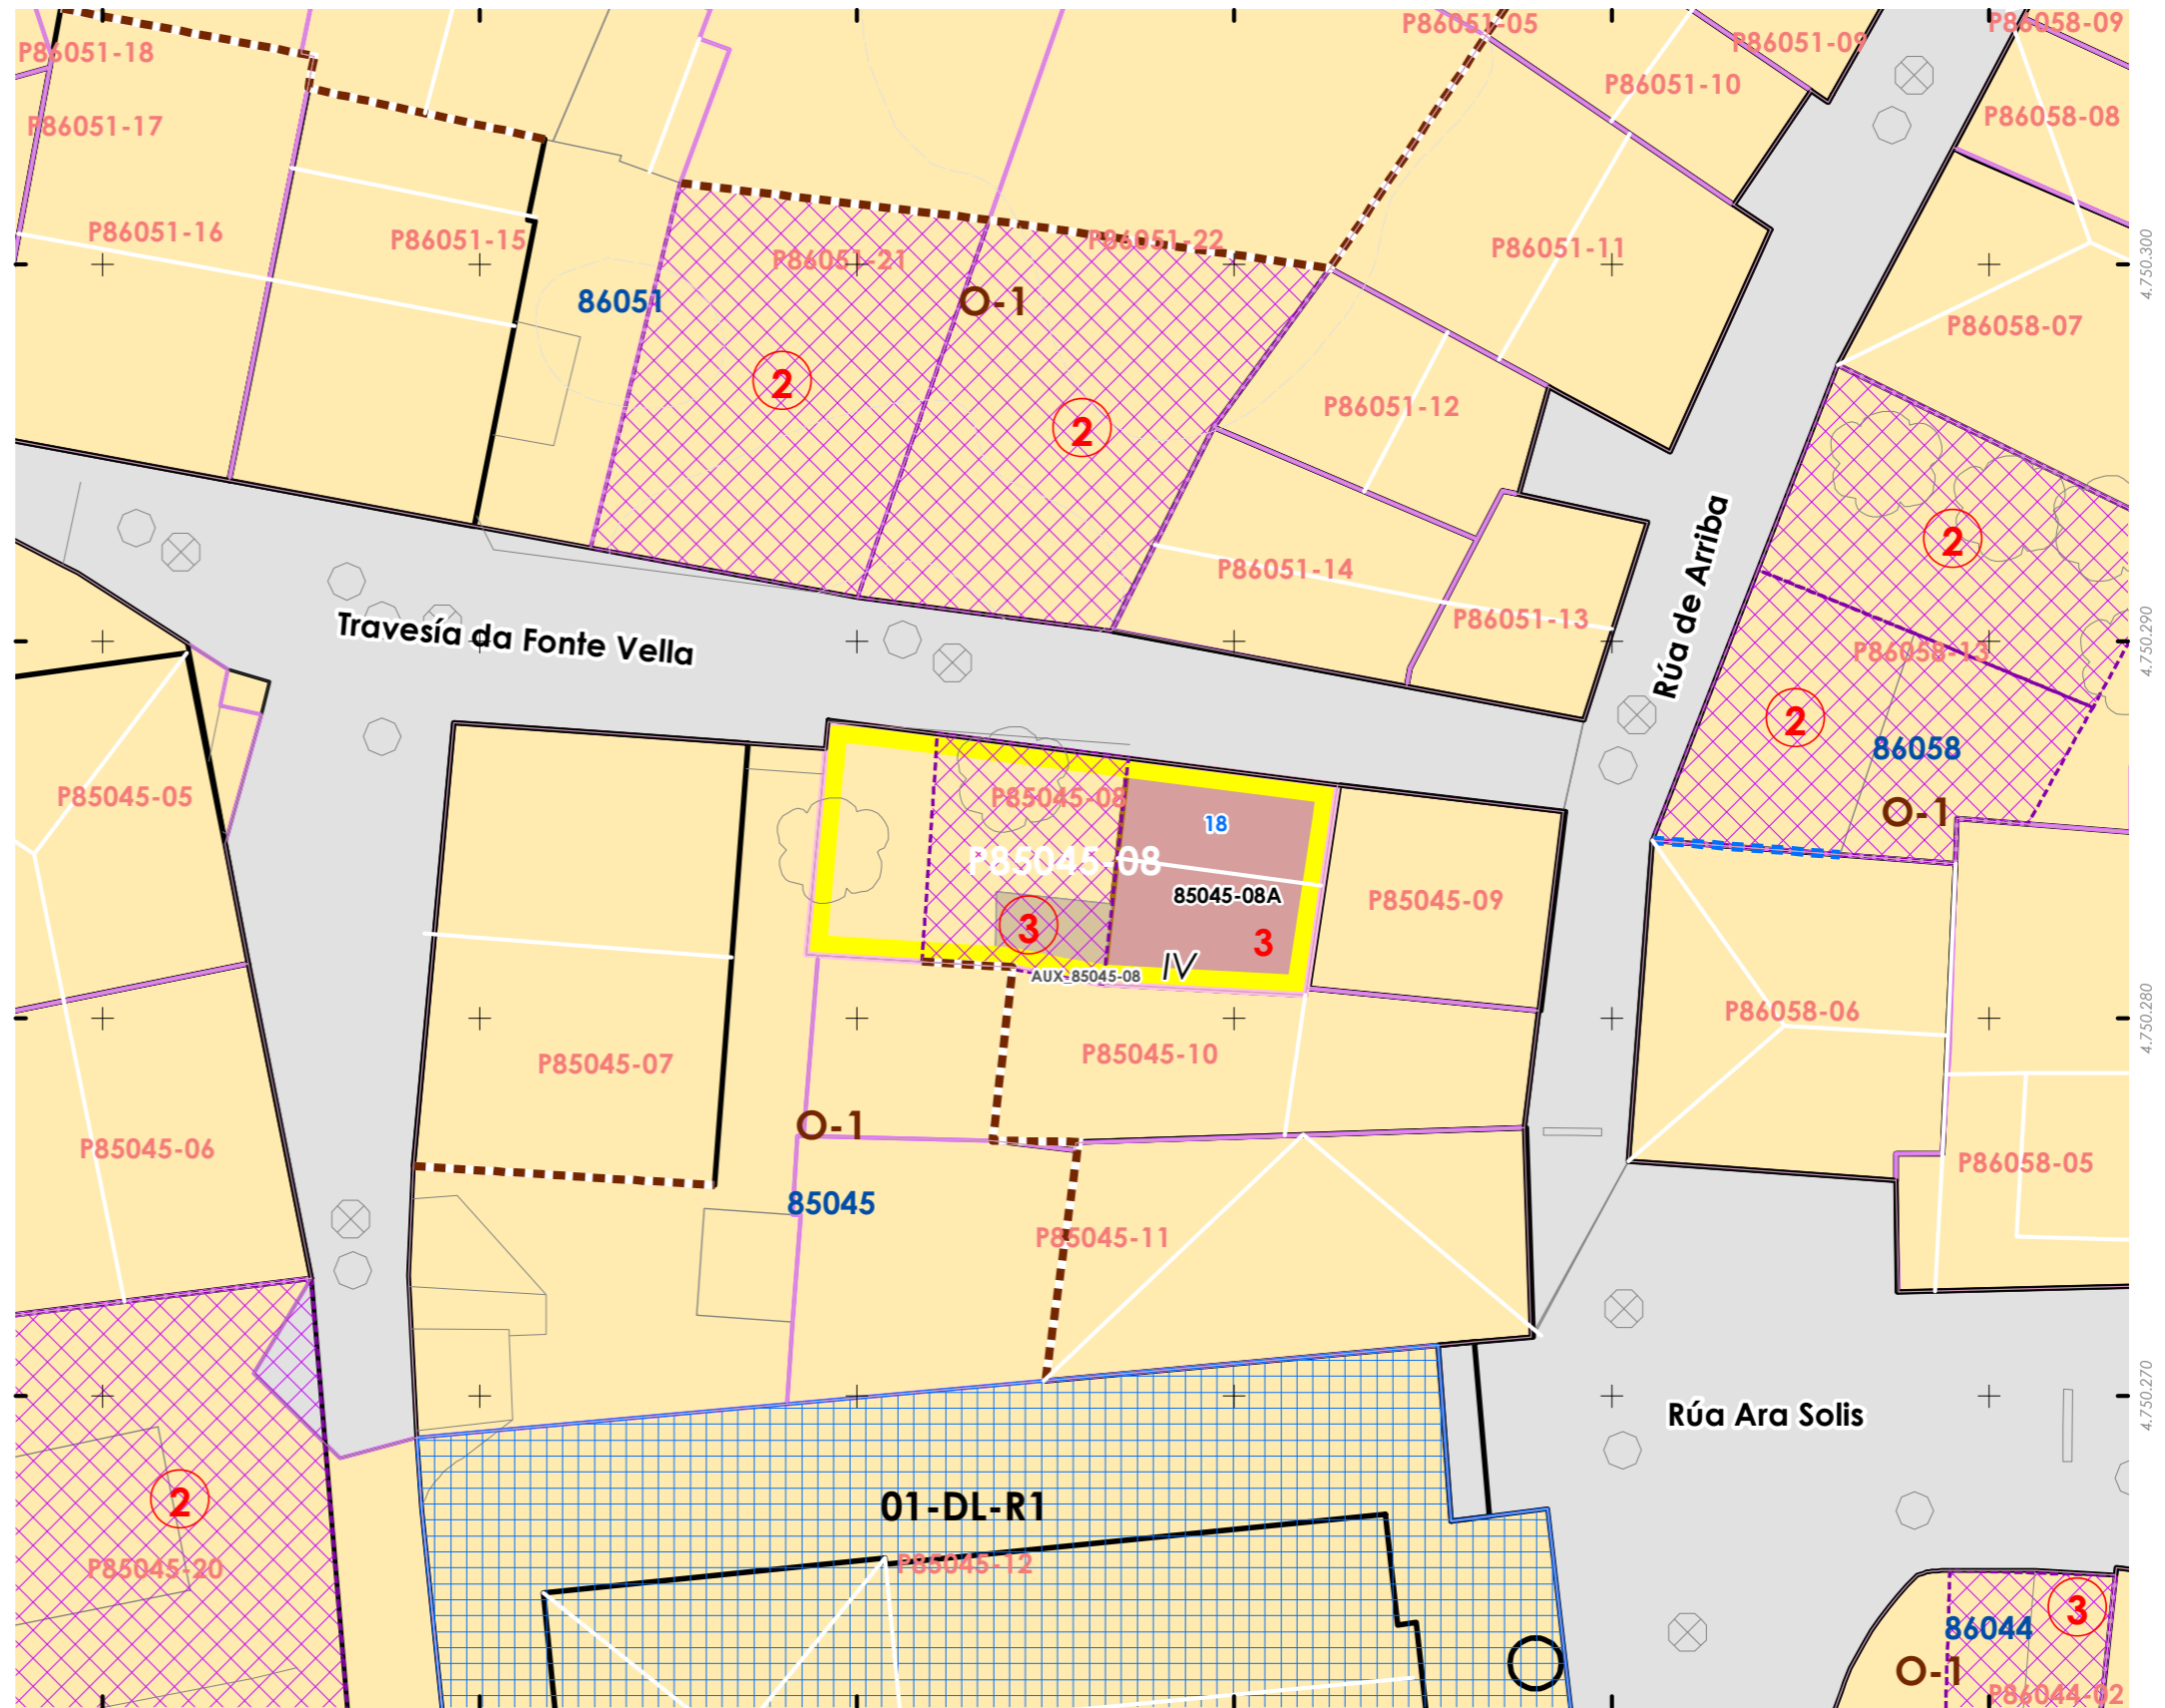 P86051-05
P86058-09
P86051-09
P86051-18
P86051-10
P86058-08
P86051-17
P86051-16
P86051-15
P86051-22
P86051-11
P86051-21
4.750.300
86051
O-1
P86058-07
2
2
P86051-12
2
Rúa de Arriba
P86051-14
P86051-13
Travesía da Fonte Vella
P86058-13
4.750.290
2
86058
P85045-05
P85045-08
O-1
18
P85045-08
85045-08A
P85045-09
3
3
IV
AUX_85045-08
P86058-06
4.750.280
P85045-10
P85045-07
O-1
P85045-06
P86058-05
85045
P85045-11
4.750.270
Rúa Ara Solis
2
01-DL-R1
P85045-12
P85045-20
3
86044
O-1
P86044-02